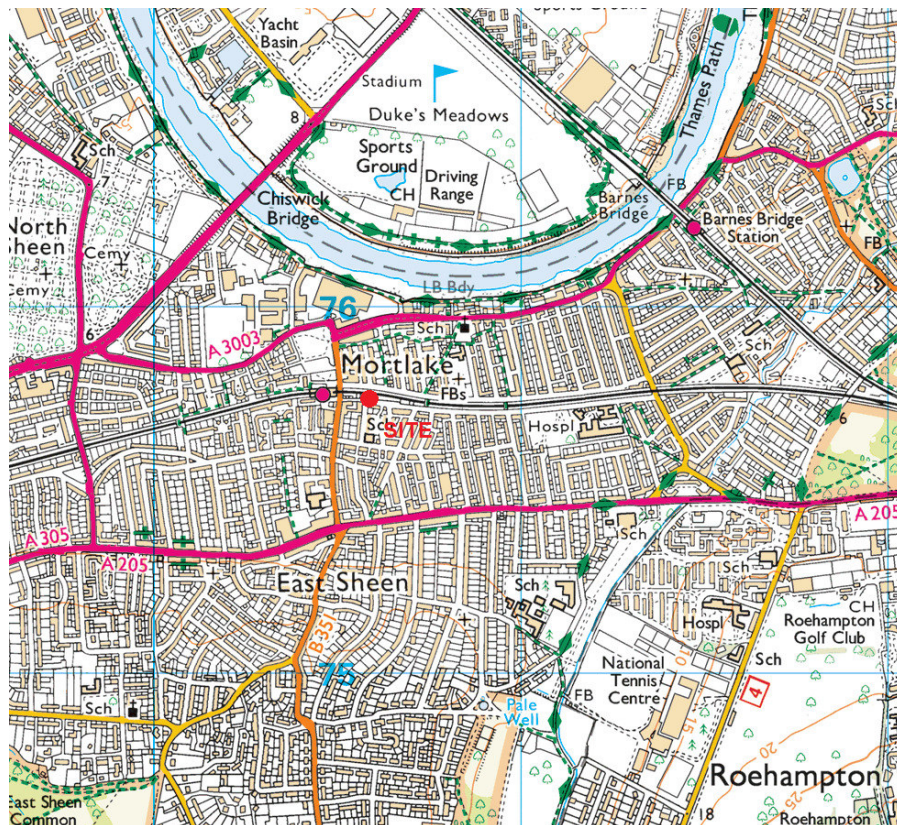 Yacht
Basin
Sports Ground
Stadium
Duke's Meadows
Thames Path
8
Sch
Sports
Ground
Driving
Range
CH
Sch
7
Chiswick
Bridge
FB
Barnes
Bridge
Barnes Bridge
Station
FB
North
Sheen
Cemy
Cemy
LB Bdy
76
6
A 3003
Sch
Sch
Mortlake
FBs
SITE
Sch
Hospl
6
A 305
A 205
A 205
Sch
East Sheen
Sch
Sch
Hospl
CH
Roehampton
Golf Club
B351
75
National
Tennis
Centre
10
15
Sch
4
Sch
Pale
Well
FB
20
25
Roehampton
East Sheen
Common
18
Roehampton